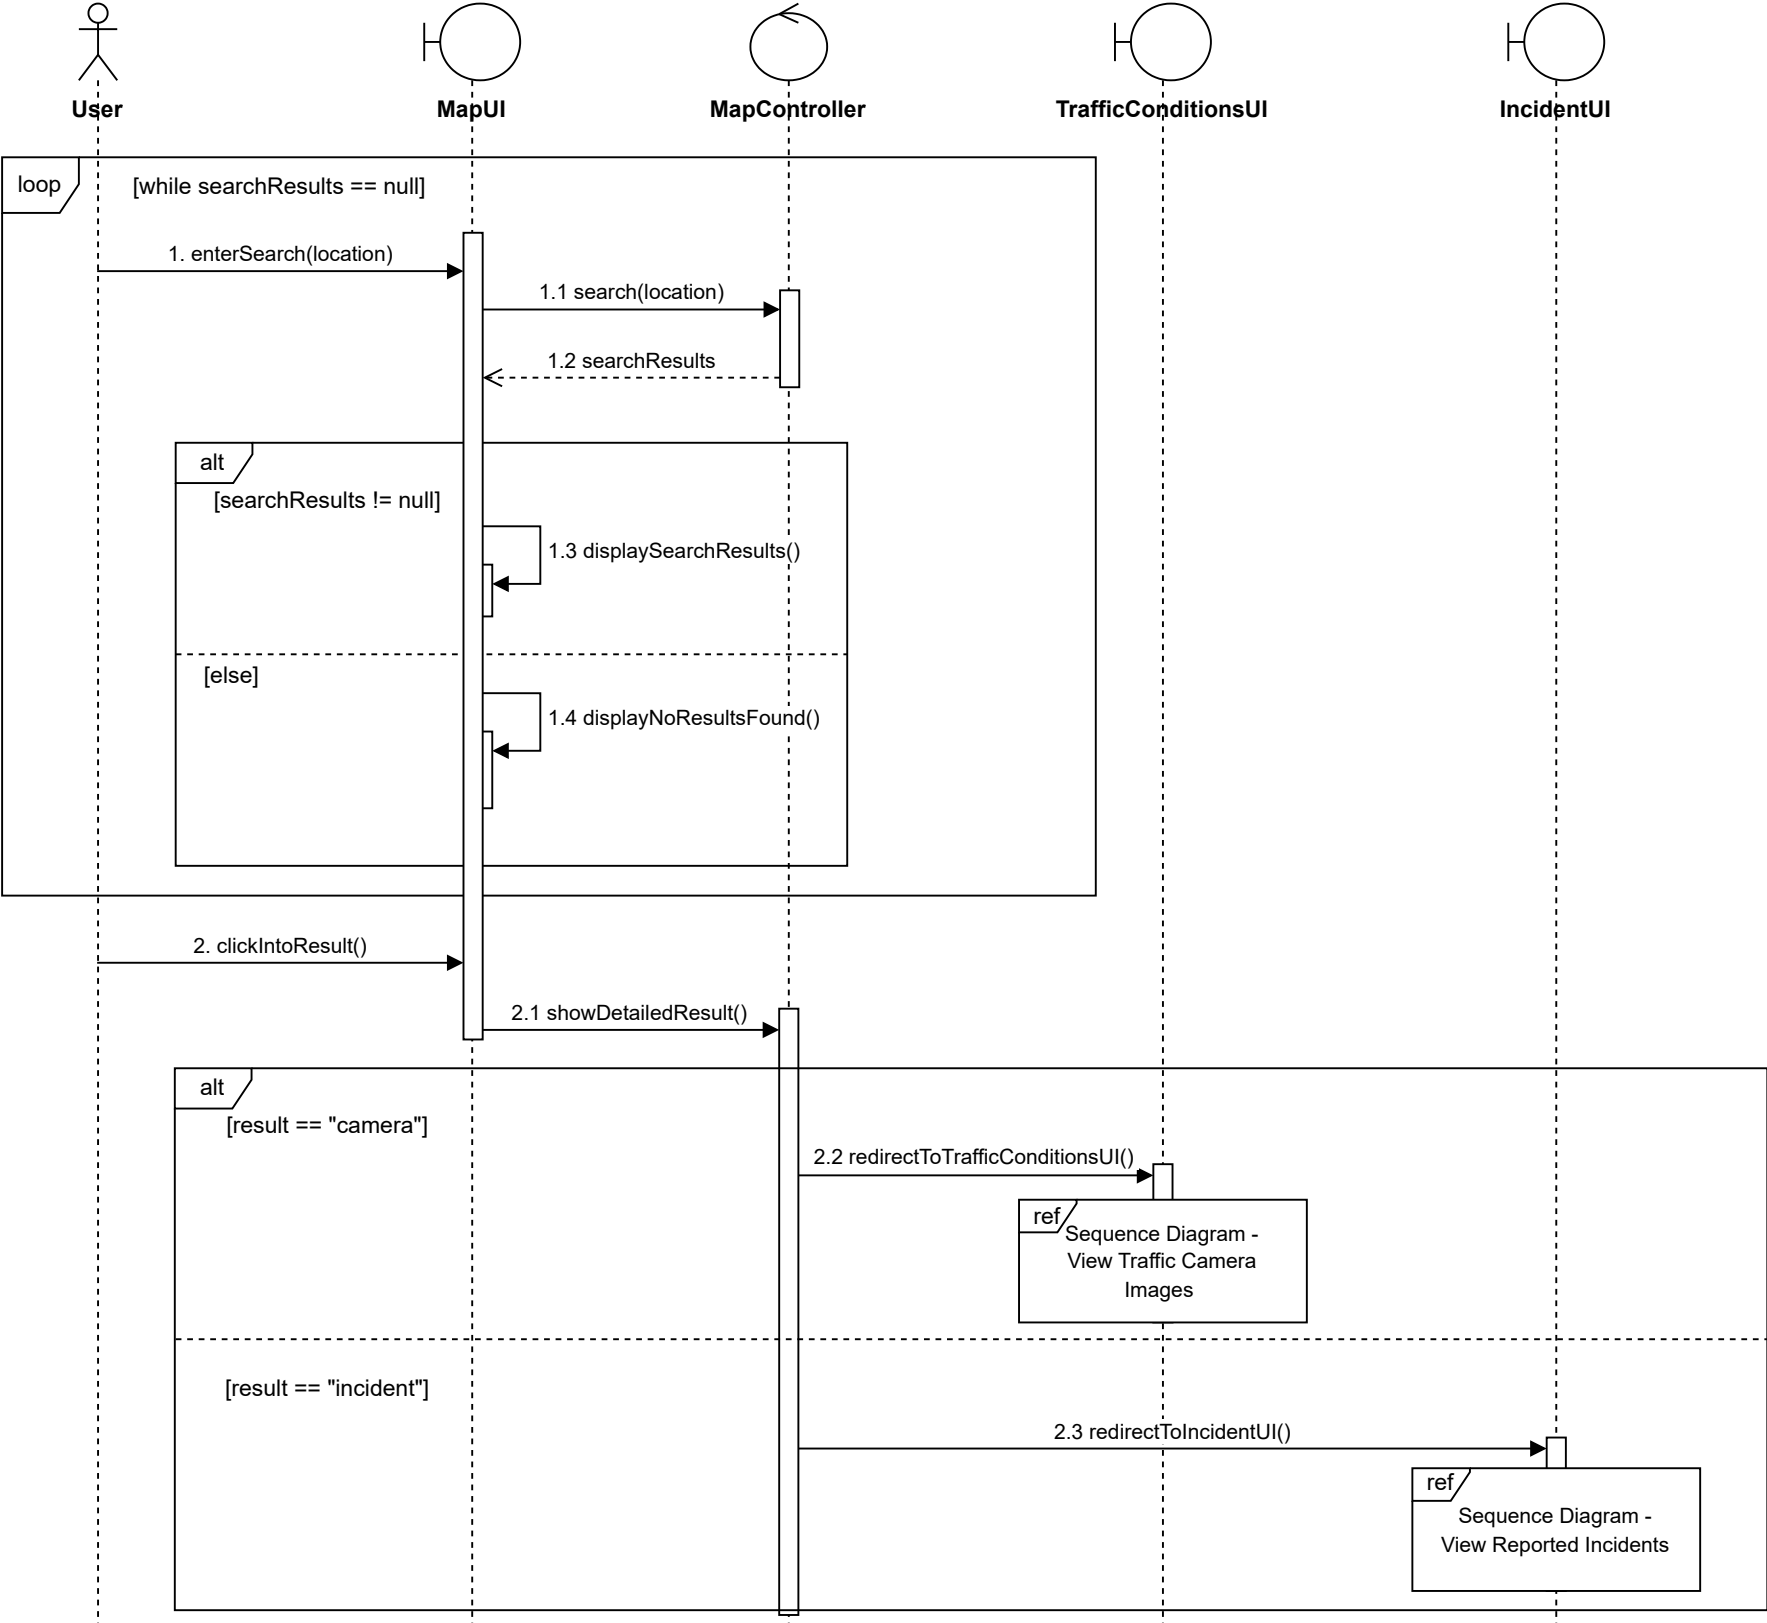 User
MapUI
MapController
TrafficConditionsUI
IncidentUI
loop
[while searchResults == null]
1. enterSearch(location)
1.1 search(location)
1.2 searchResults
alt
[searchResults != null]
1.3 displaySearchResults()
[else]
1.4 displayNoResultsFound()
2. clickIntoResult()
2.1 showDetailedResult()
alt
[result == "camera"]
2.2 redirectToTrafficConditionsUI()
ref
Sequence Diagram -
View Traffic Camera
Images
[result == "incident"]
2.3 redirectToIncidentUI()
ref
Sequence Diagram -
View Reported Incidents